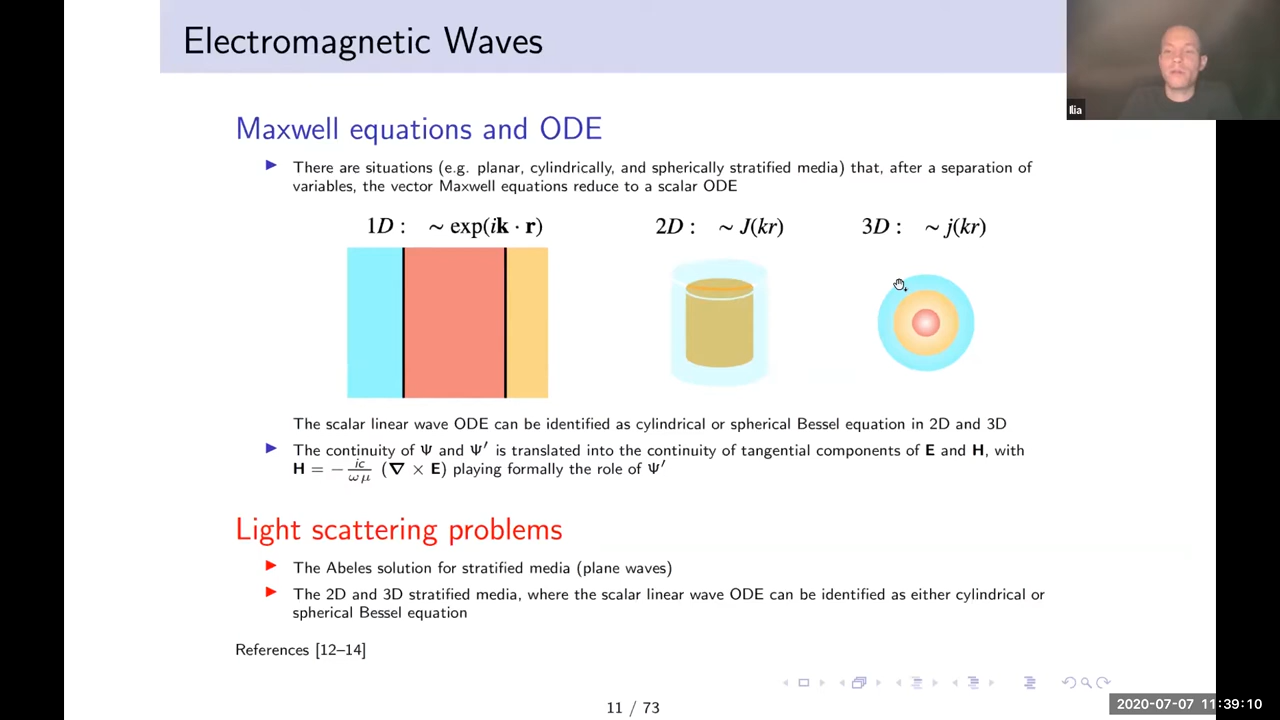 Electromagnetic Waves
Ilia
Maxwell equations and ODE
There are situations (e.g. planar, cylindrically, and spherically stratified media) that, after a separation of
variables, the vector Maxwell equations reduce to a scalar ODE
1D : ∼ exp(ik · r)
2D : ∼ J(kr)
3D : ∼ j(kr)
The scalar linear wave ODE can be identified as cylindrical or spherical Bessel equation in 2D and 3D
The continuity of Ψ and Ψ′ is translated into the continuity of tangential components of E and H, with
H = − ic/ωμ (∇ × E) playing formally the role of Ψ′
Light scattering problems
The Abeles solution for stratified media (plane waves)
The 2D and 3D stratified media, where the scalar linear wave ODE can be identified as either cylindrical or
spherical Bessel equation
References [12–14]
11 / 73
2020-07-07 11:39:10